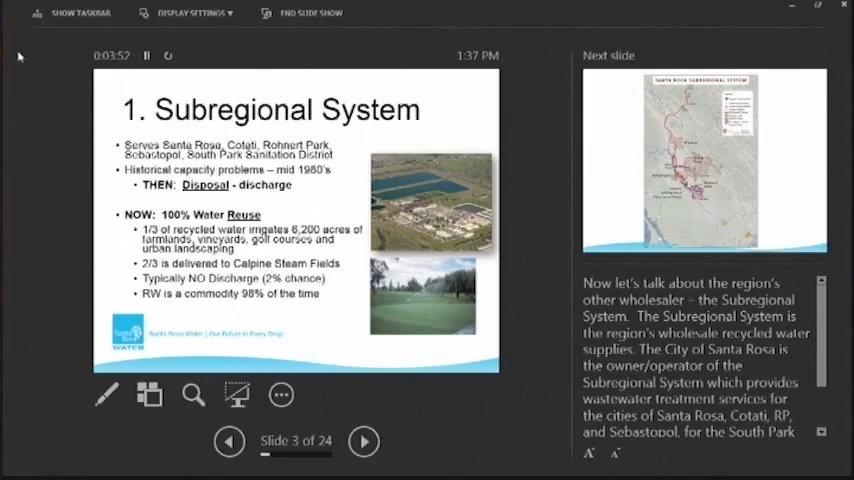 SHOW TASKBAR
DISPLAY SETTINGS ▼
END SLIDE SHOW
0:03:52
1:37 PM
Next slide
1. Subregional System
• Serves Santa Rosa, Cotati, Rohnert Park,
Sebastopol, South Park Sanitation District
• Historical capacity problems – mid 1980's
• THEN: Disposal - discharge
• NOW: 100% Water Reuse
• 1/3 of recycled water irrigates 6,200 acres of
farmlands, vineyards, golf courses and
urban landscaping
• 2/3 is delivered to Calpine Steam Fields
• Typically NO Discharge (2% chance)
• RW is a commodity 98% of the time
Santa Rosa
WATER
Santa Rosa Water | Our Future in Every Drop
SANTA ROSA SUBREGIONAL SYSTEM
Now let's talk about the region's
other wholesaler – the Subregional
System. The Subregional System is
the region's wholesale recycled water
supplies. The City of Santa Rosa is
the owner/operator of the
Subregional System which provides
wastewater treatment services for
the cities of Santa Rosa, Cotati, RP,
and Sebastopol, for the South Park
Slide 3 of 24
A A